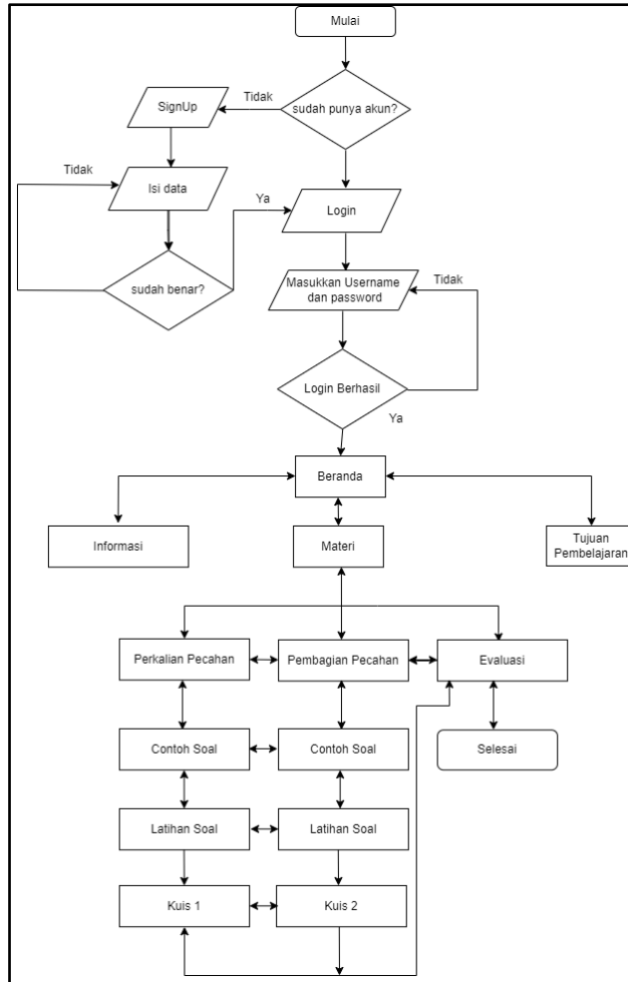 Mulai
Tidak
sudah punya akun?
SignUp
Tidak
Isi data
Ya
Login
sudah benar?
Masukkan Username
dan password
Tidak
Login Berhasil
Ya
Beranda
Informasi
Materi
Tujuan
Pembelajaran
Perkalian Pecahan
Pembagian Pecahan
Evaluasi
Contoh Soal
Contoh Soal
Selesai
Latihan Soal
Latihan Soal
Kuis 1
Kuis 2